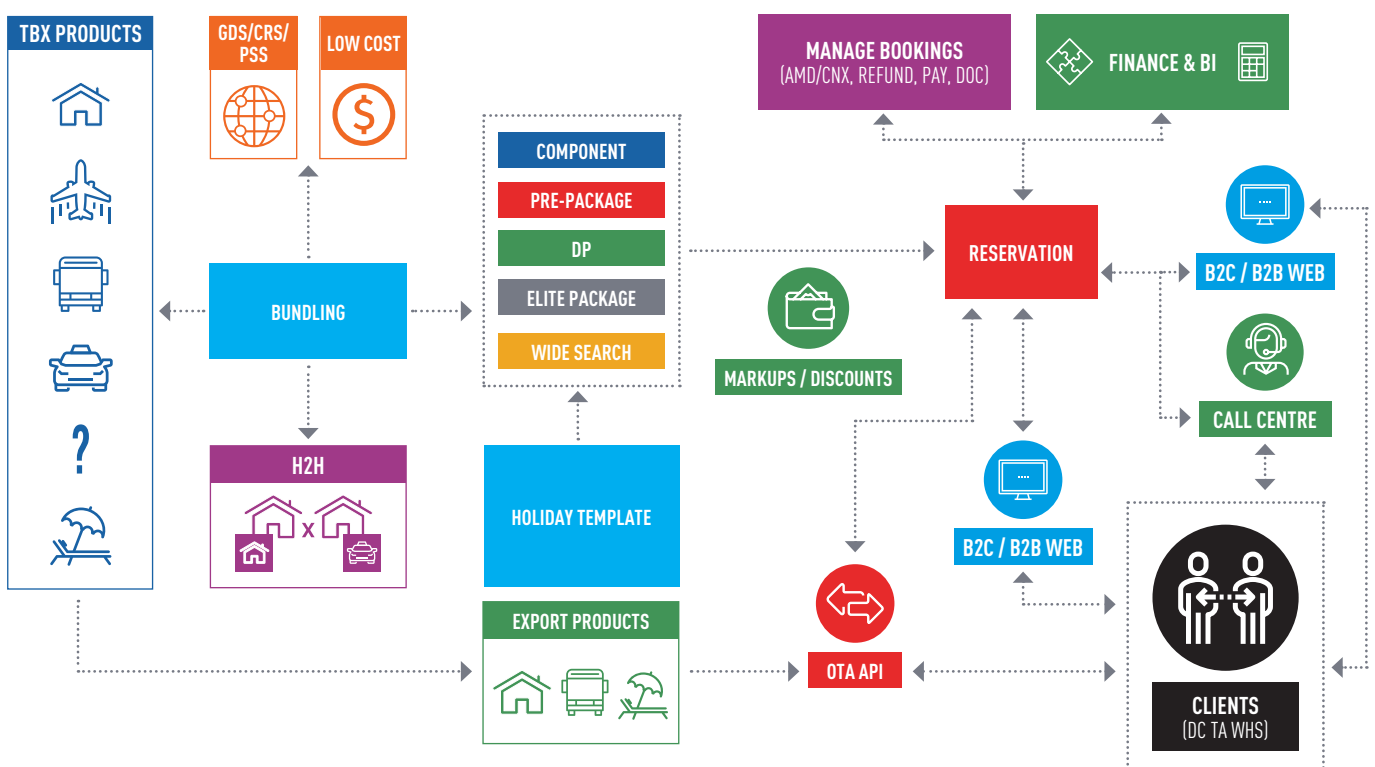 TBX PRODUCTS
?
GDS/CRS/
PSS
LOW COST
$
BUNDLING
H2H
X
COMPONENT
PRE-PACKAGE
DP
ELITE PACKAGE
WIDE SEARCH
HOLIDAY TEMPLATE
EXPORT PRODUCTS
MARKUPS / DISCOUNTS
MANAGE BOOKINGS
(AMD/CNX, REFUND, PAY, DOC)
FINANCE & BI
RESERVATION
B2C / B2B WEB
CALL CENTRE
B2C / B2B WEB
OTA API
CLIENTS
(DC TA WHS)